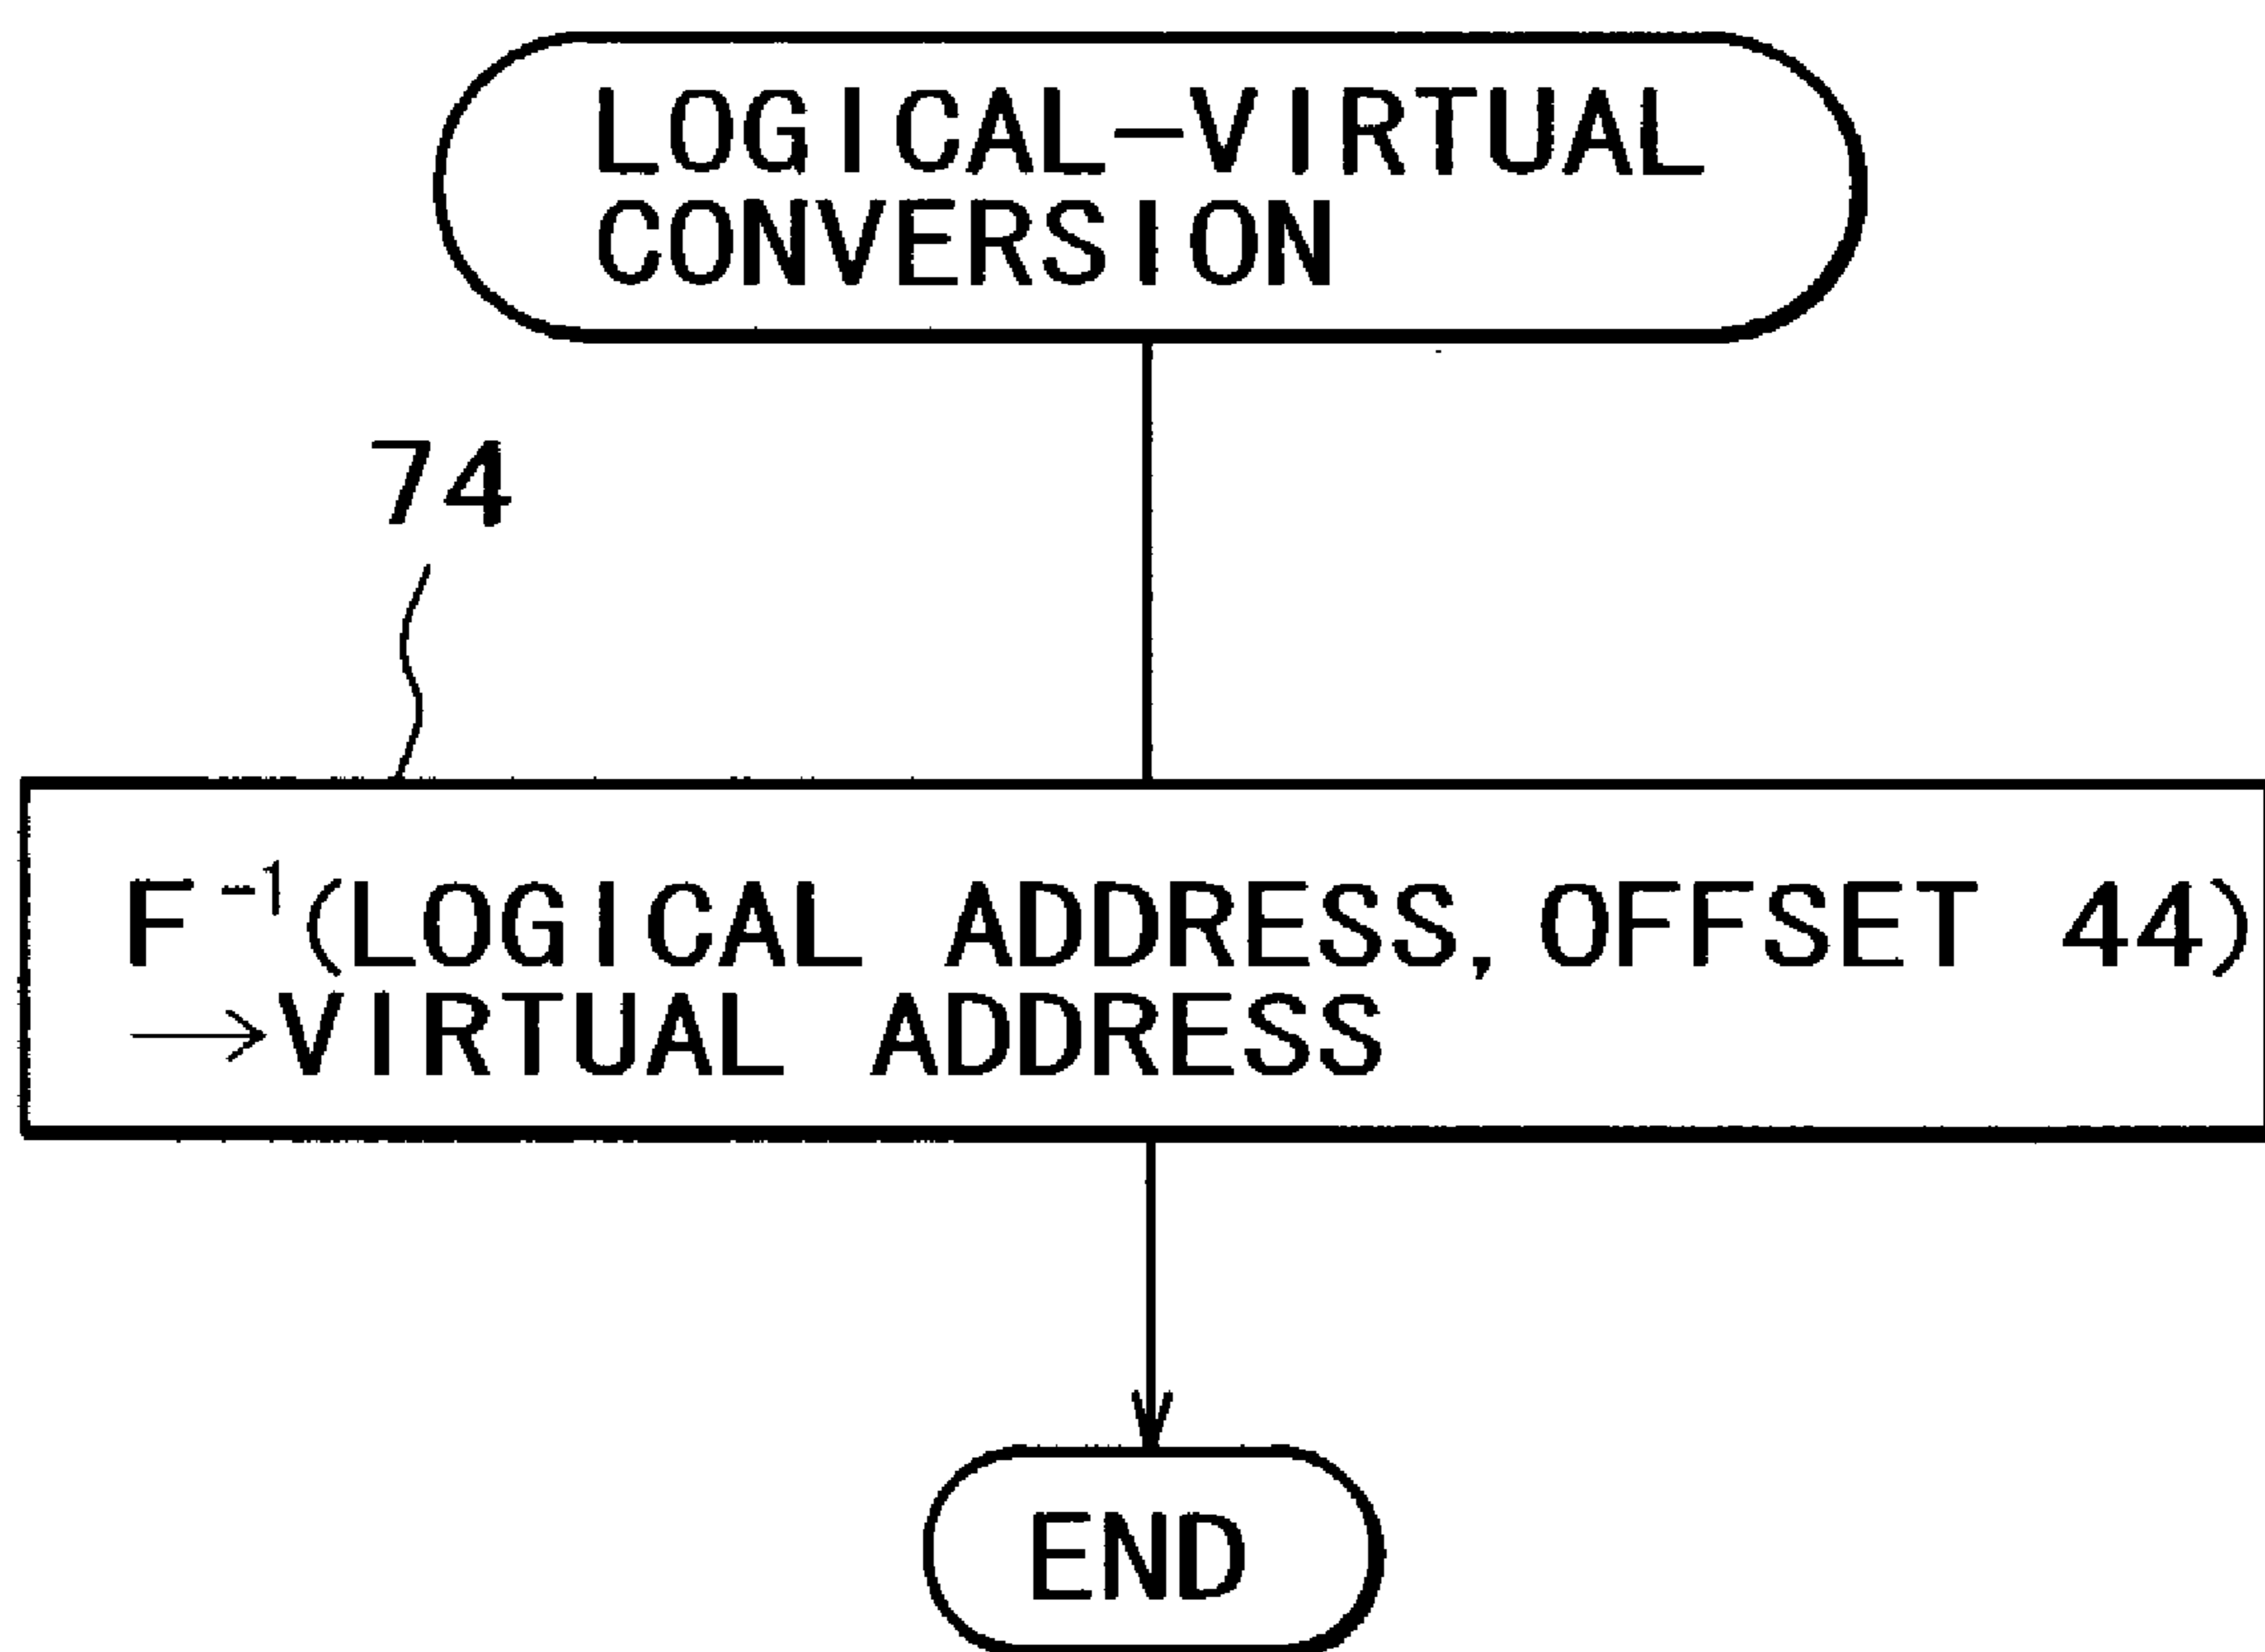 LOGICAL—VIRTUAL
CONVERSION
74
F⁻¹(LOGICAL ADDRESS, OFFSET 44)
→VIRTUAL ADDRESS
END